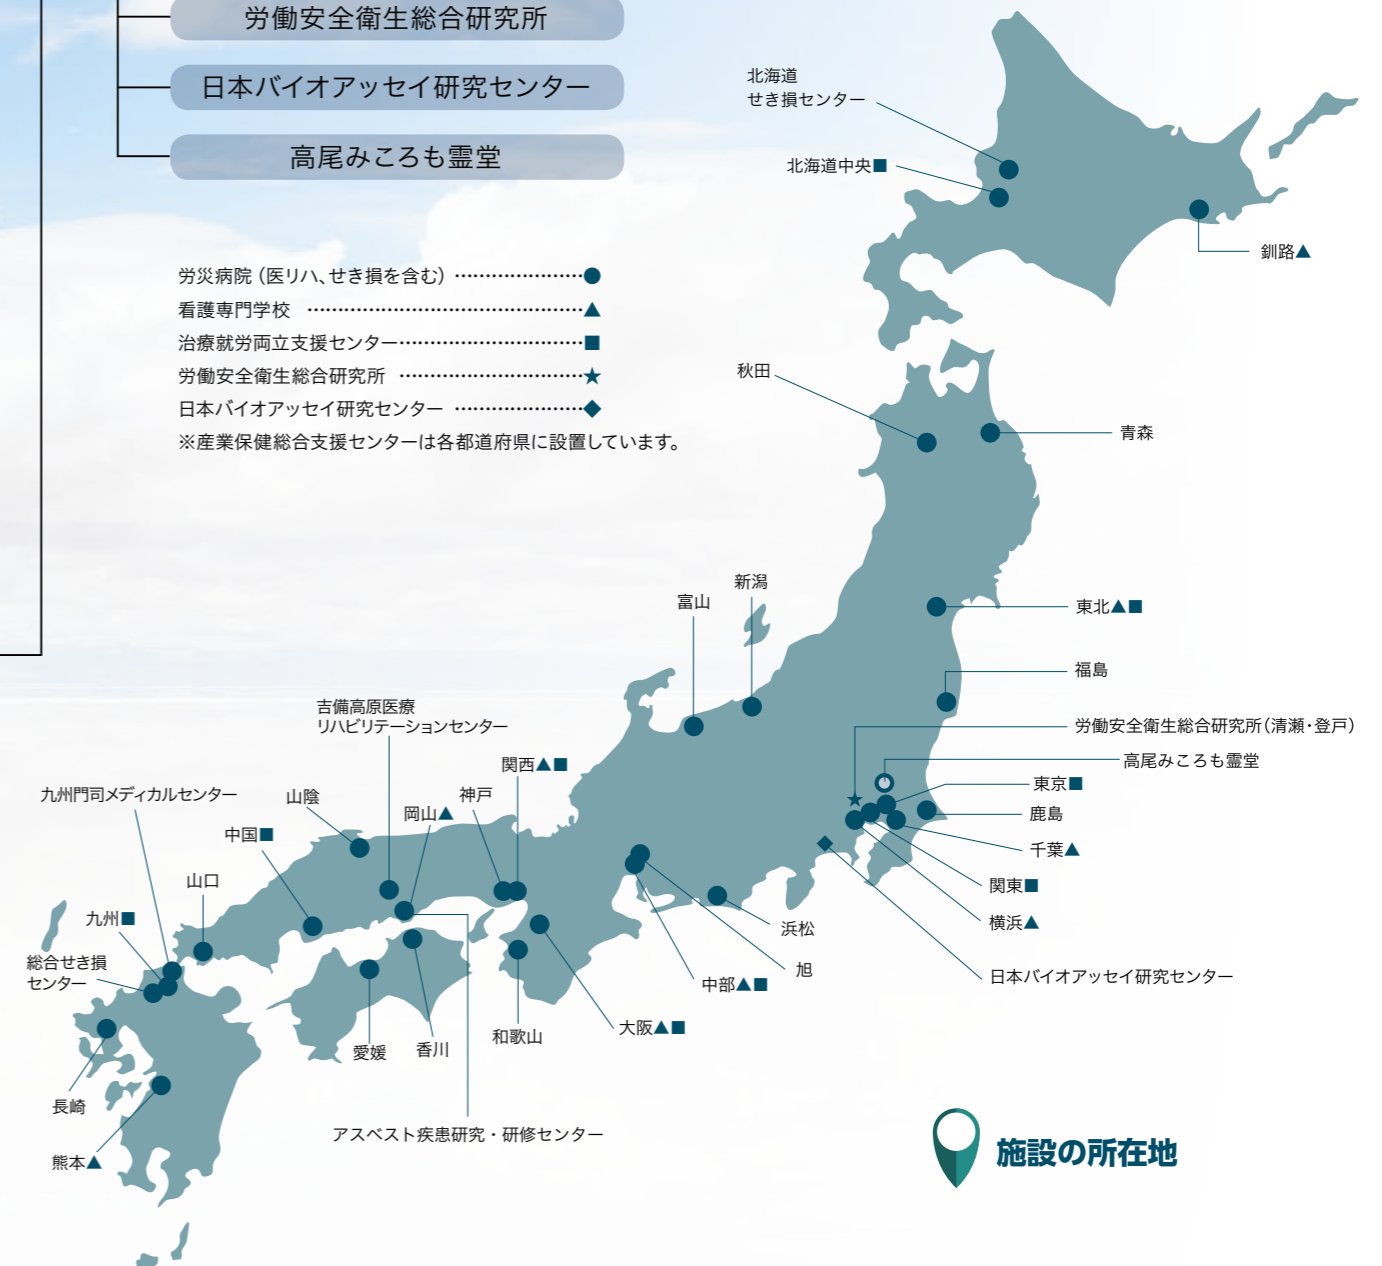 労働安全衛生総合研究所
日本バイオアッセイ研究センター
高尾みころも霊堂
労災病院（医リハ、せき損を含む）…………………●
看護専門学校 ………………………………………▲
治療就労両立支援センター…………………………■
労働安全衛生総合研究所 …………………………★
日本バイオアッセイ研究センター …………………◆
※産業保健総合支援センターは各都道府県に設置しています。
北海道
せき損センター
北海道中央■
釧路▲
秋田
青森
新潟
富山
東北▲■
福島
労働安全衛生総合研究所（清瀬・登戸）
高尾みころも霊堂
東京■
鹿島
千葉▲
関東■
横浜▲
日本バイオアッセイ研究センター
吉備高原医療
リハビリテーションセンター
関西▲■
神戸
岡山▲
山陰
中国■
九州門司メディカルセンター
山口
九州■
総合せき損
センター
浜松
旭
中部▲■
大阪▲■
和歌山
香川
愛媛
長崎
熊本▲
アスベスト疾患研究・研修センター
施設の所在地